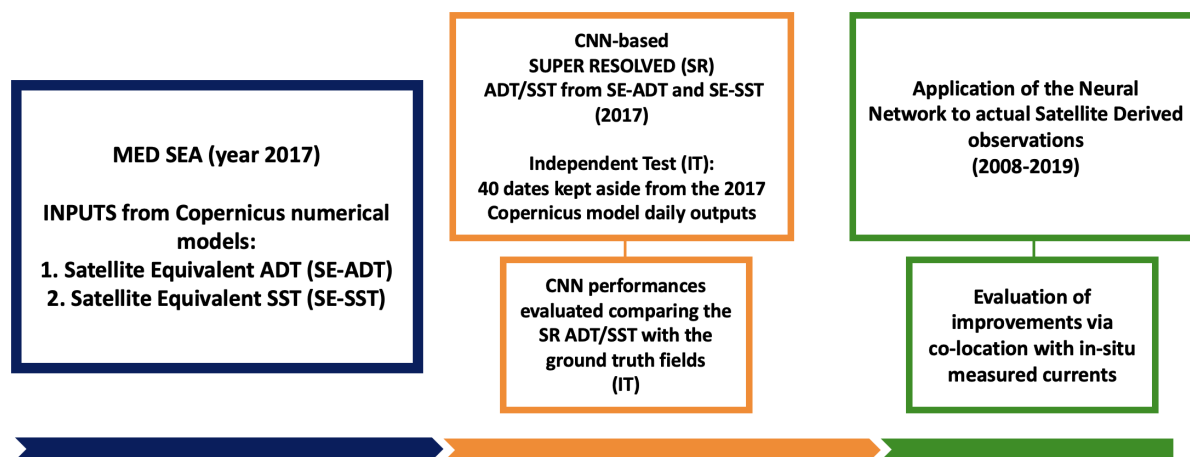 MED SEA (year 2017)
INPUTS from Copernicus numerical
models:
1. Satellite Equivalent ADT (SE-ADT)
2. Satellite Equivalent SST (SE-SST)
CNN-based
SUPER RESOLVED (SR)
ADT/SST from SE-ADT and SE-SST
(2017)
Independent Test (IT):
40 dates kept aside from the 2017
Copernicus model daily outputs
CNN performances
evaluated comparing the
SR ADT/SST with the
ground truth fields
(IT)
Application of the Neural
Network to actual Satellite Derived
observations
(2008-2019)
Evaluation of
improvements via
co-location with in-situ
measured currents